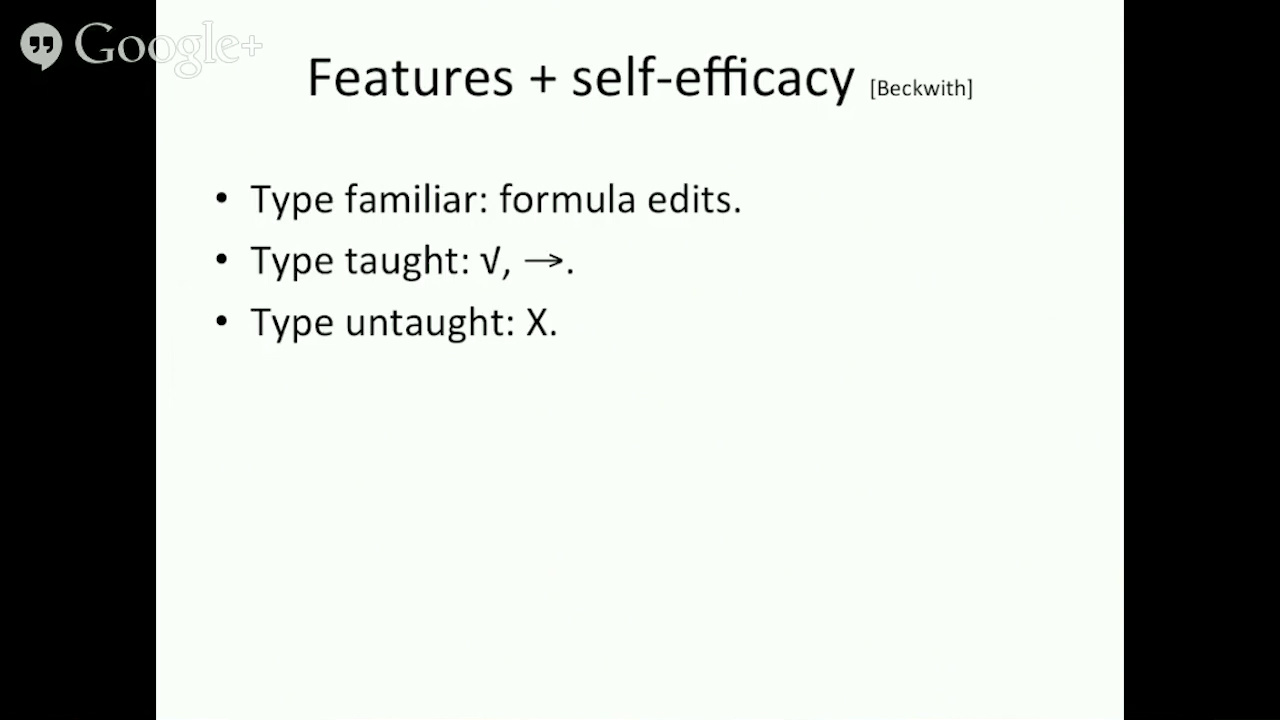 Google+
Features + self-efficacy [Beckwith]
• Type familiar: formula edits.
• Type taught: √, →.
• Type untaught: X.